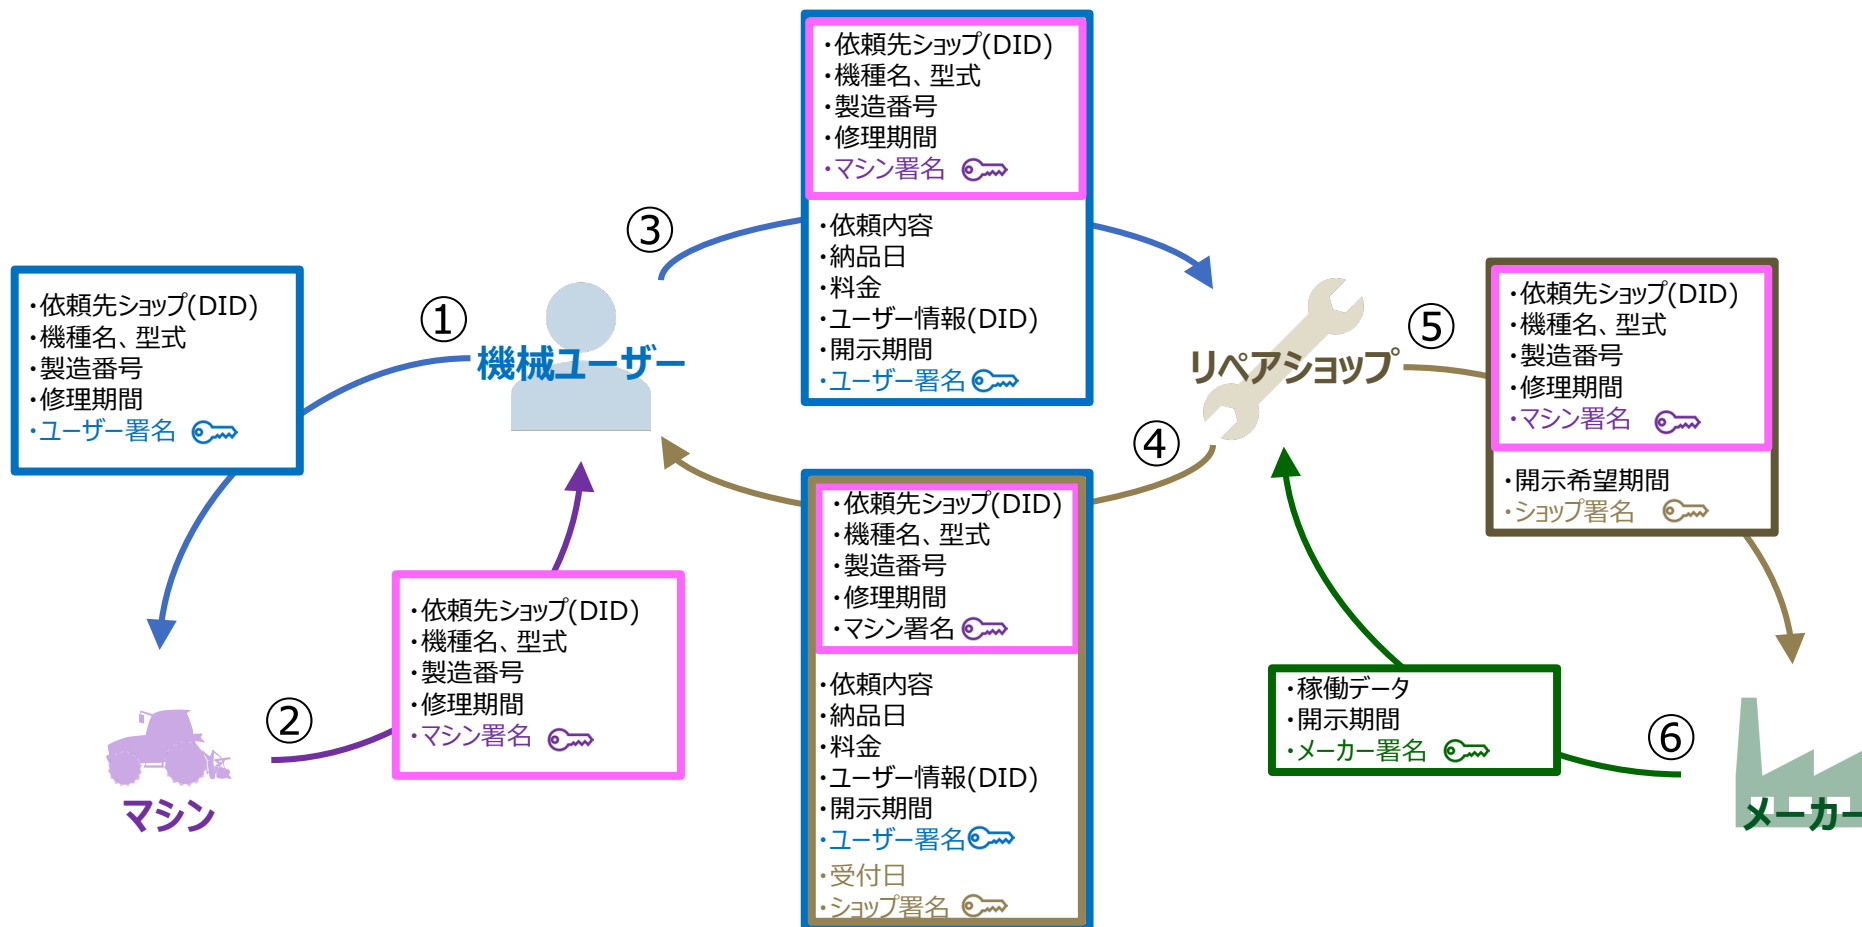 ①
・依頼先ショップ(DID)
・機種名、型式
・製造番号
・修理期間
・ユーザー署名
機械ユーザー
②
・依頼先ショップ(DID)
・機種名、型式
・製造番号
・修理期間
・マシン署名
マシン
③
・依頼先ショップ(DID)
・機種名、型式
・製造番号
・修理期間
・マシン署名
・依頼内容
・納品日
・料金
・ユーザー情報(DID)
・開示期間
・ユーザー署名
リペアショップ
④
・依頼先ショップ(DID)
・機種名、型式
・製造番号
・修理期間
・マシン署名
・依頼内容
・納品日
・料金
・ユーザー情報(DID)
・開示期間
・ユーザー署名
・受付日
・ショップ署名
⑤
・依頼先ショップ(DID)
・機種名、型式
・製造番号
・修理期間
・マシン署名
・開示希望期間
・ショップ署名
⑥
・稼働データ
・開示期間
・メーカー署名
メーカー